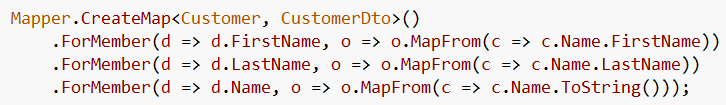 Mapper.CreateMap<Customer, CustomerDto>()
    .ForMember(d => d.FirstName, o => o.MapFrom(c => c.Name.FirstName))
    .ForMember(d => d.LastName, o => o.MapFrom(c => c.Name.LastName))
    .ForMember(d => d.Name, o => o.MapFrom(c => c.Name.ToString()));